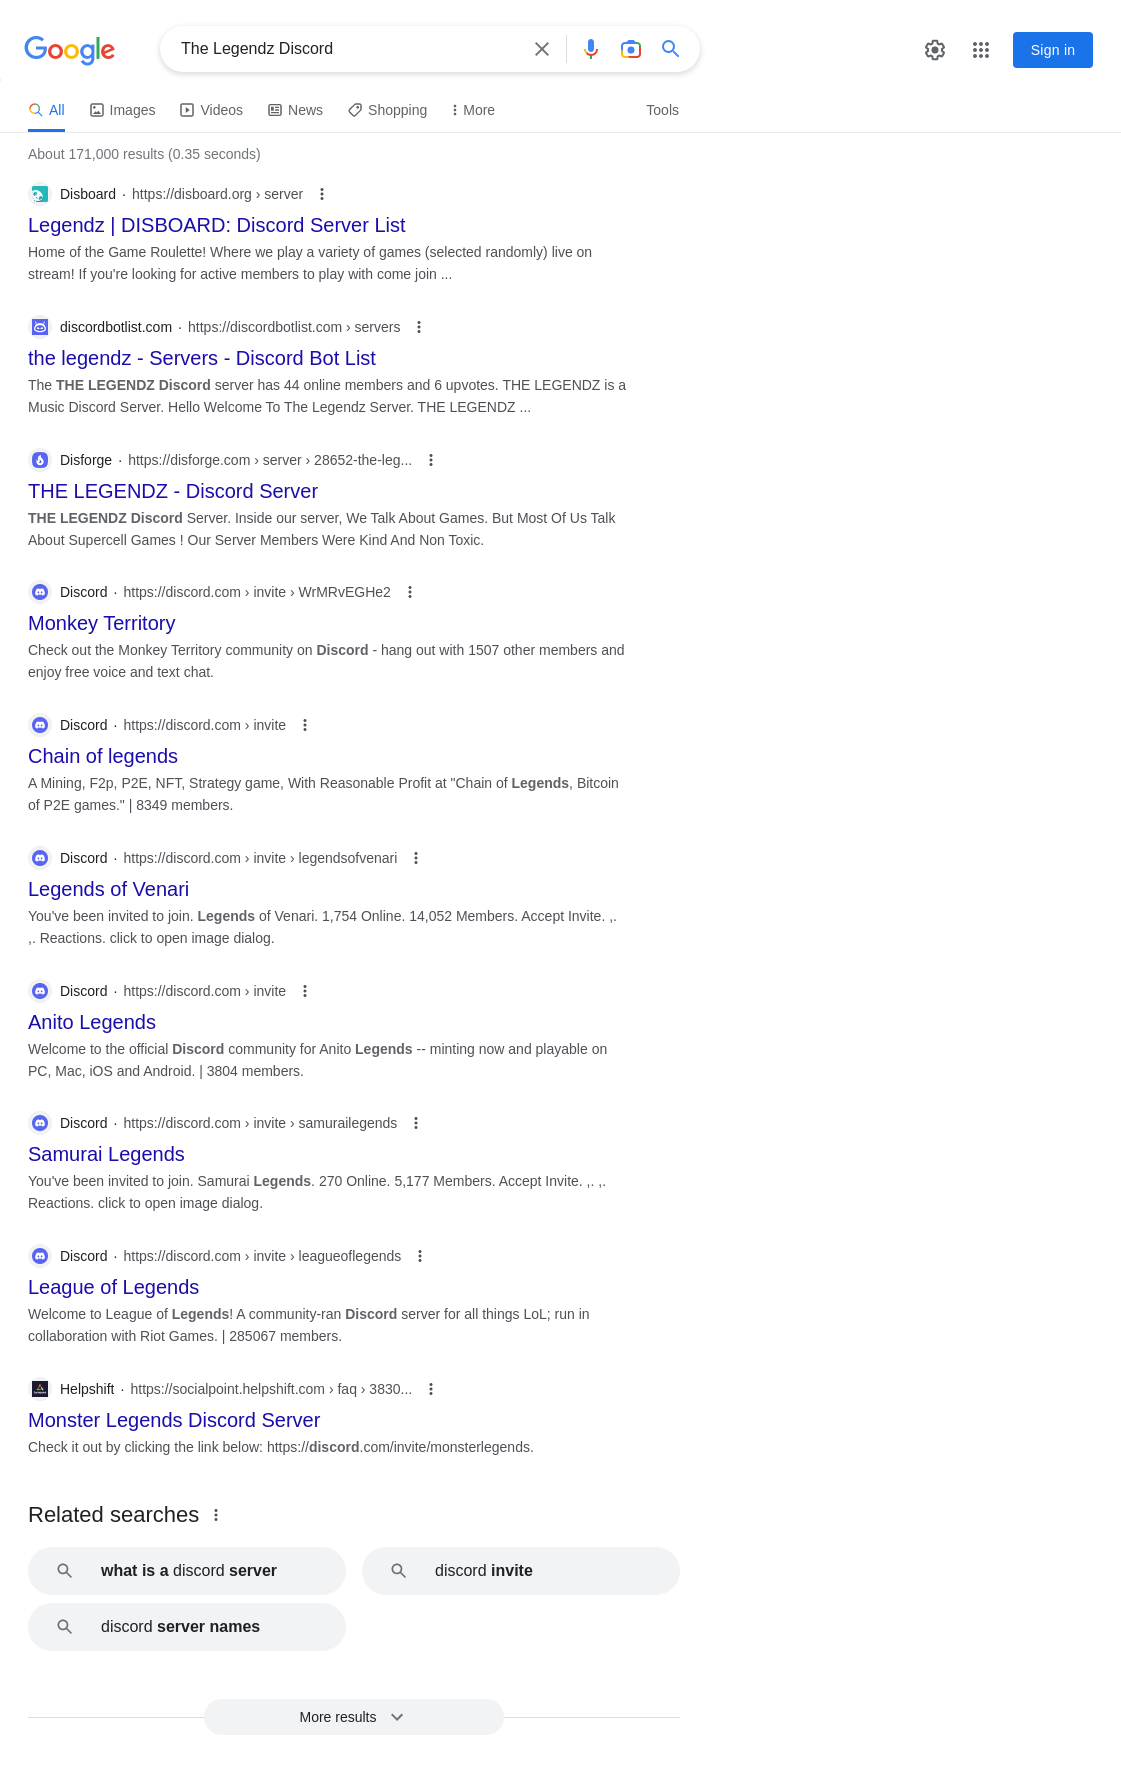 Google
The Legendz Discord
Sign in
All Images Videos News Shopping More Tools
About 171,000 results (0.35 seconds)
Disboard · https://disboard.org › server
Legendz | DISBOARD: Discord Server List
Home of the Game Roulette! Where we play a variety of games (selected randomly) live on
stream! If you're looking for active members to play with come join ...
discordbotlist.com · https://discordbotlist.com › servers
the legendz - Servers - Discord Bot List
The THE LEGENDZ Discord server has 44 online members and 6 upvotes. THE LEGENDZ is a
Music Discord Server. Hello Welcome To The Legendz Server. THE LEGENDZ ...
Disforge · https://disforge.com › server › 28652-the-leg...
THE LEGENDZ - Discord Server
THE LEGENDZ Discord Server. Inside our server, We Talk About Games. But Most Of Us Talk
About Supercell Games ! Our Server Members Were Kind And Non Toxic.
Discord · https://discord.com › invite › WrMRvEGHe2
Monkey Territory
Check out the Monkey Territory community on Discord - hang out with 1507 other members and
enjoy free voice and text chat.
Discord · https://discord.com › invite
Chain of legends
A Mining, F2p, P2E, NFT, Strategy game, With Reasonable Profit at "Chain of Legends, Bitcoin
of P2E games." | 8349 members.
Discord · https://discord.com › invite › legendsofvenari
Legends of Venari
You've been invited to join. Legends of Venari. 1,754 Online. 14,052 Members. Accept Invite. ,.
,. Reactions. click to open image dialog.
Discord · https://discord.com › invite
Anito Legends
Welcome to the official Discord community for Anito Legends -- minting now and playable on
PC, Mac, iOS and Android. | 3804 members.
Discord · https://discord.com › invite › samurailegends
Samurai Legends
You've been invited to join. Samurai Legends. 270 Online. 5,177 Members. Accept Invite. ,. ,.
Reactions. click to open image dialog.
Discord · https://discord.com › invite › leagueoflegends
League of Legends
Welcome to League of Legends! A community-ran Discord server for all things LoL; run in
collaboration with Riot Games. | 285067 members.
Helpshift · https://socialpoint.helpshift.com › faq › 3830...
Monster Legends Discord Server
Check it out by clicking the link below: https://discord.com/invite/monsterlegends.
Related searches
what is a discord server
discord invite
discord server names
More results